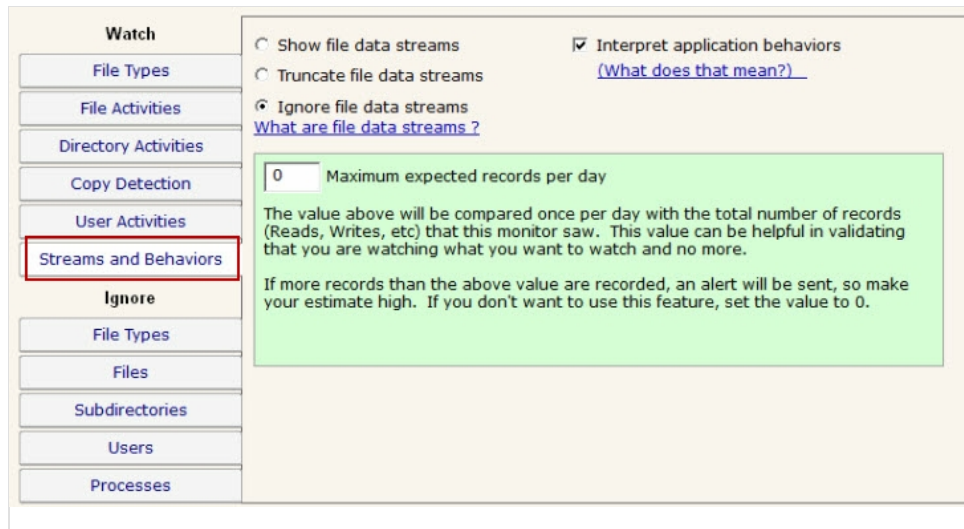 Watch
File Types
File Activities
Directory Activities
Copy Detection
User Activities
Streams and Behaviors
Ignore
File Types
Files
Subdirectories
Users
Processes
Show file data streams
Truncate file data streams
Ignore file data streams
What are file data streams ?
Interpret application behaviors
(What does that mean?)
0 Maximum expected records per day
The value above will be compared once per day with the total number of records
(Reads, Writes, etc) that this monitor saw. This value can be helpful in validating
that you are watching what you want to watch and no more.
If more records than the above value are recorded, an alert will be sent, so make
your estimate high. If you don't want to use this feature, set the value to 0.